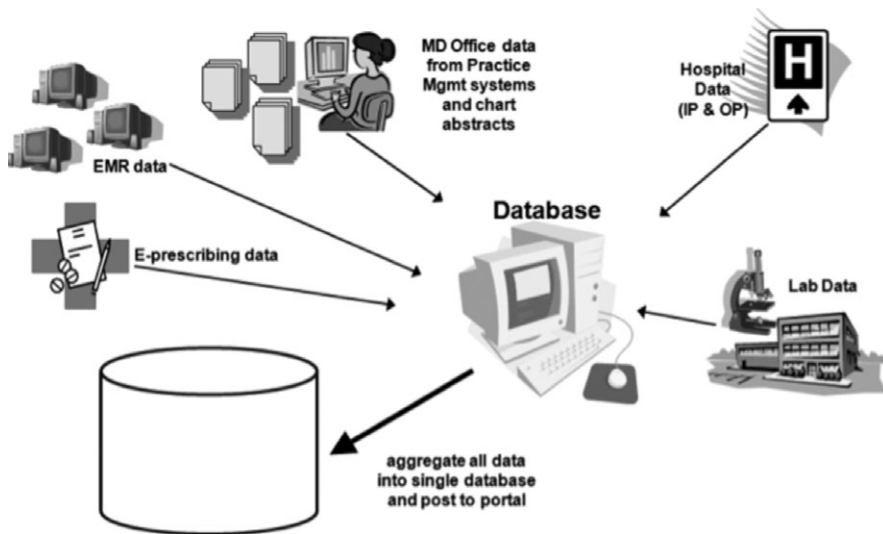 MD Office data
from Practice
Mgmt systems
and chart
abstracts
Hospital
Data
(IP & OP)
H
EMR data
Database
E-prescribing data
Lab Data
aggregate all data
into single database
and post to portal